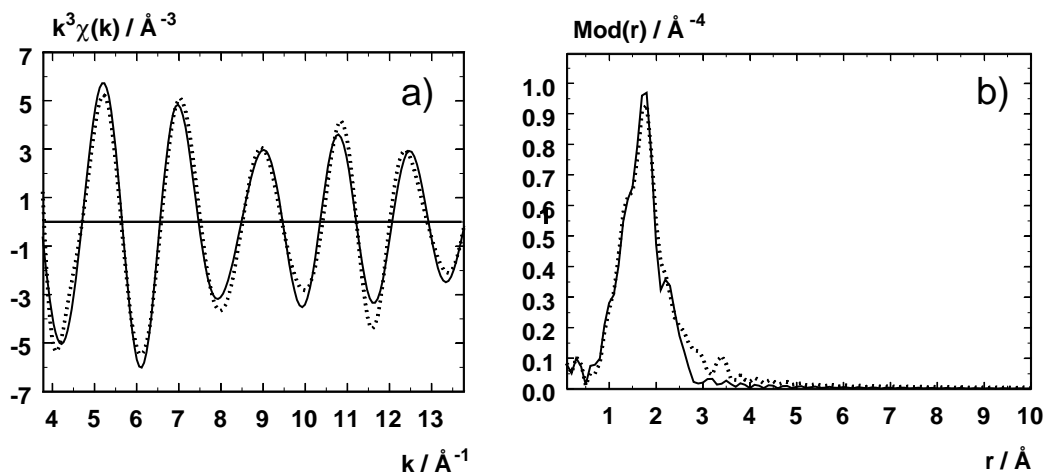 k³χ(k) / Å⁻³
a)
7
5
3
1
-1
-3
-5
-7
4 5 6 7 8 9 10 11 12 13
k / Å⁻¹
Mod(r) / Å⁻⁴
b)
1.0
0.9
0.8
0.7
0.6
0.5
0.4
0.3
0.2
0.1
0.0
1 2 3 4 5 6 7 8 9 10
r / Å